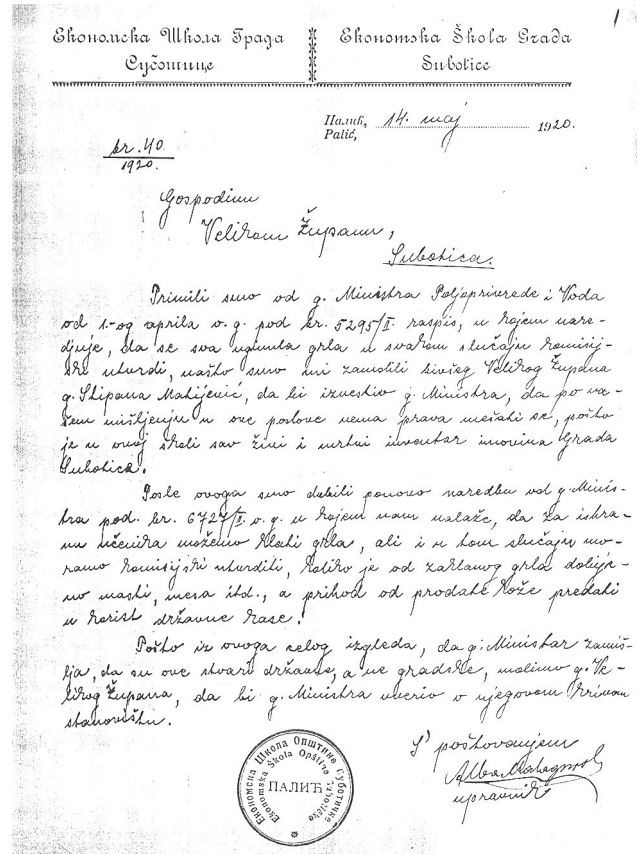 1
Економска Школа Града
Суботице
Ekonomska Škola Grada
Subotice
Палић,
Palić,
14. maj 1920.
br. 40
1920.
Gospodinu
Velikom Županu,
Subotica.
Primili smo od g. Ministra Poljoprivrede i Voda
od 1.-og aprila o. g. pod br. 5295/II. raspis, u kojem nare-
djuje, da se sva uginula grla u svakom slučaju komisij-
ski utvrdi, našto smo mi zamolili bivšeg Velikog Župana
g. Stipana Matijević, da bi izvestio g. Ministra, da po na-
šem mišljenju u ove poslove nema prava mešati se, pošto
je u ovoj školi sav živi i mrtvi inventar imovina Grada
Subotica.
Posle ovoga smo dobili ponovo naredbu od g. Minis-
tra pod. br. 6727/II. o. g. u kojem nam nalaže, da za ishra-
nu učenika možemo klati grla, ali i u tom slučaju mo-
ramo komisijski utvrditi, koliko je od zaklanog grla dobije-
no masti, mesa itd., a prihod od prodate kože predati
u korist državne kase.
Pošto iz ovoga celog izgleda, da g. Ministar zamiš-
lja, da su ove stvari državne, a ne gradske, molimo g. Ve-
likog Župana, da bi g. Ministra uverio o njegovom krivom
stanovištu.
S' poštovanjem
upravnik
Економска Школа Општине Суботичке
Ekonomska Škola Opštine Subotičke
ПАЛИЋ